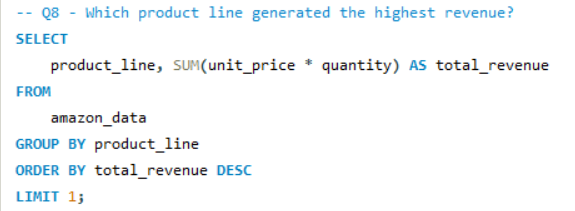 -- Q8 - Which product line generated the highest revenue?
SELECT
    product_line, SUM(unit_price * quantity) AS total_revenue
FROM
    amazon_data
GROUP BY product_line
ORDER BY total_revenue DESC
LIMIT 1;